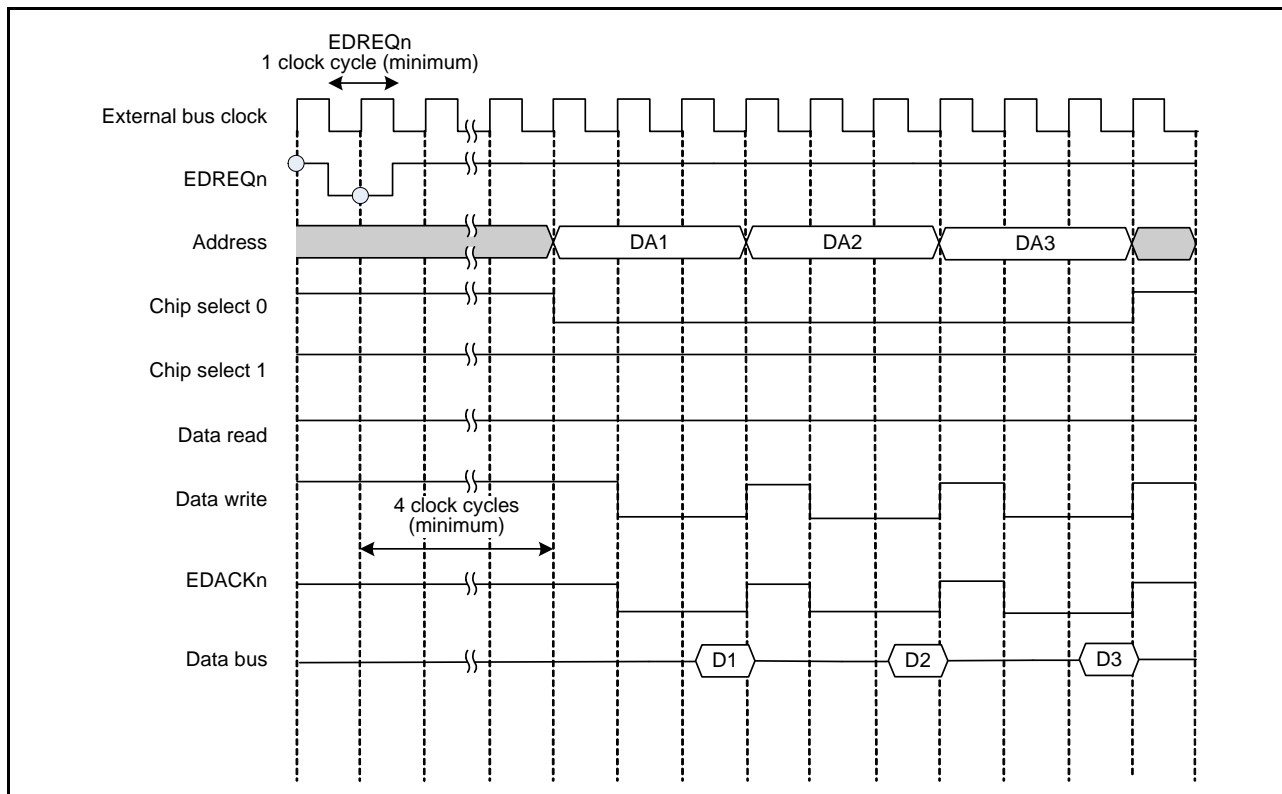 EDREQn
1 clock cycle (minimum)
External bus clock
EDREQn
Address
DA1
DA2
DA3
Chip select 0
Chip select 1
Data read
Data write
4 clock cycles
(minimum)
EDACKn
Data bus
D1
D2
D3